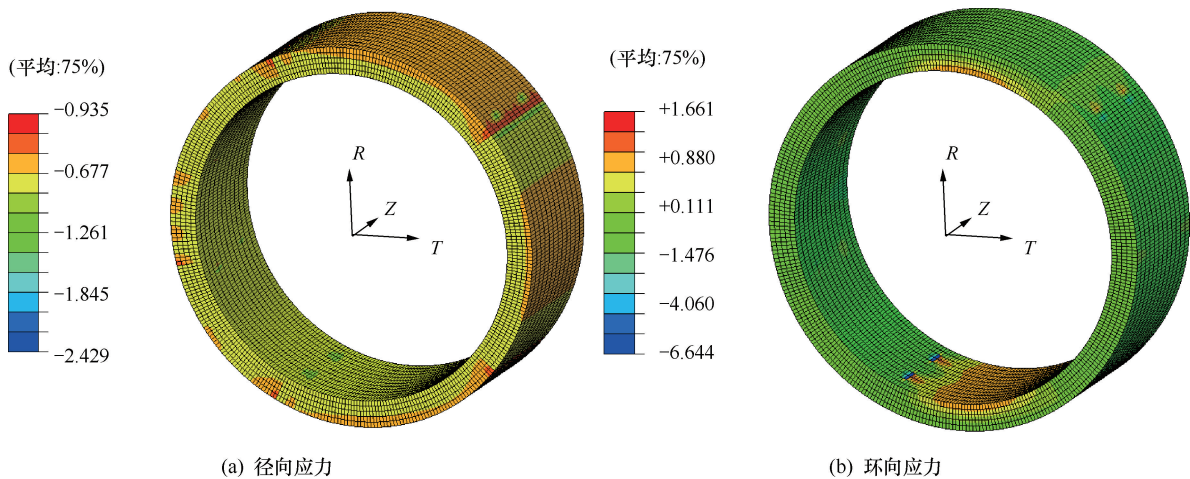 (平均:75%)
−0.935
−0.677
−1.261
−1.845
−2.429
R
Z
T
(a) 径向应力
(平均:75%)
+1.661
+0.880
+0.111
−1.476
−4.060
−6.644
R
Z
T
(b) 环向应力